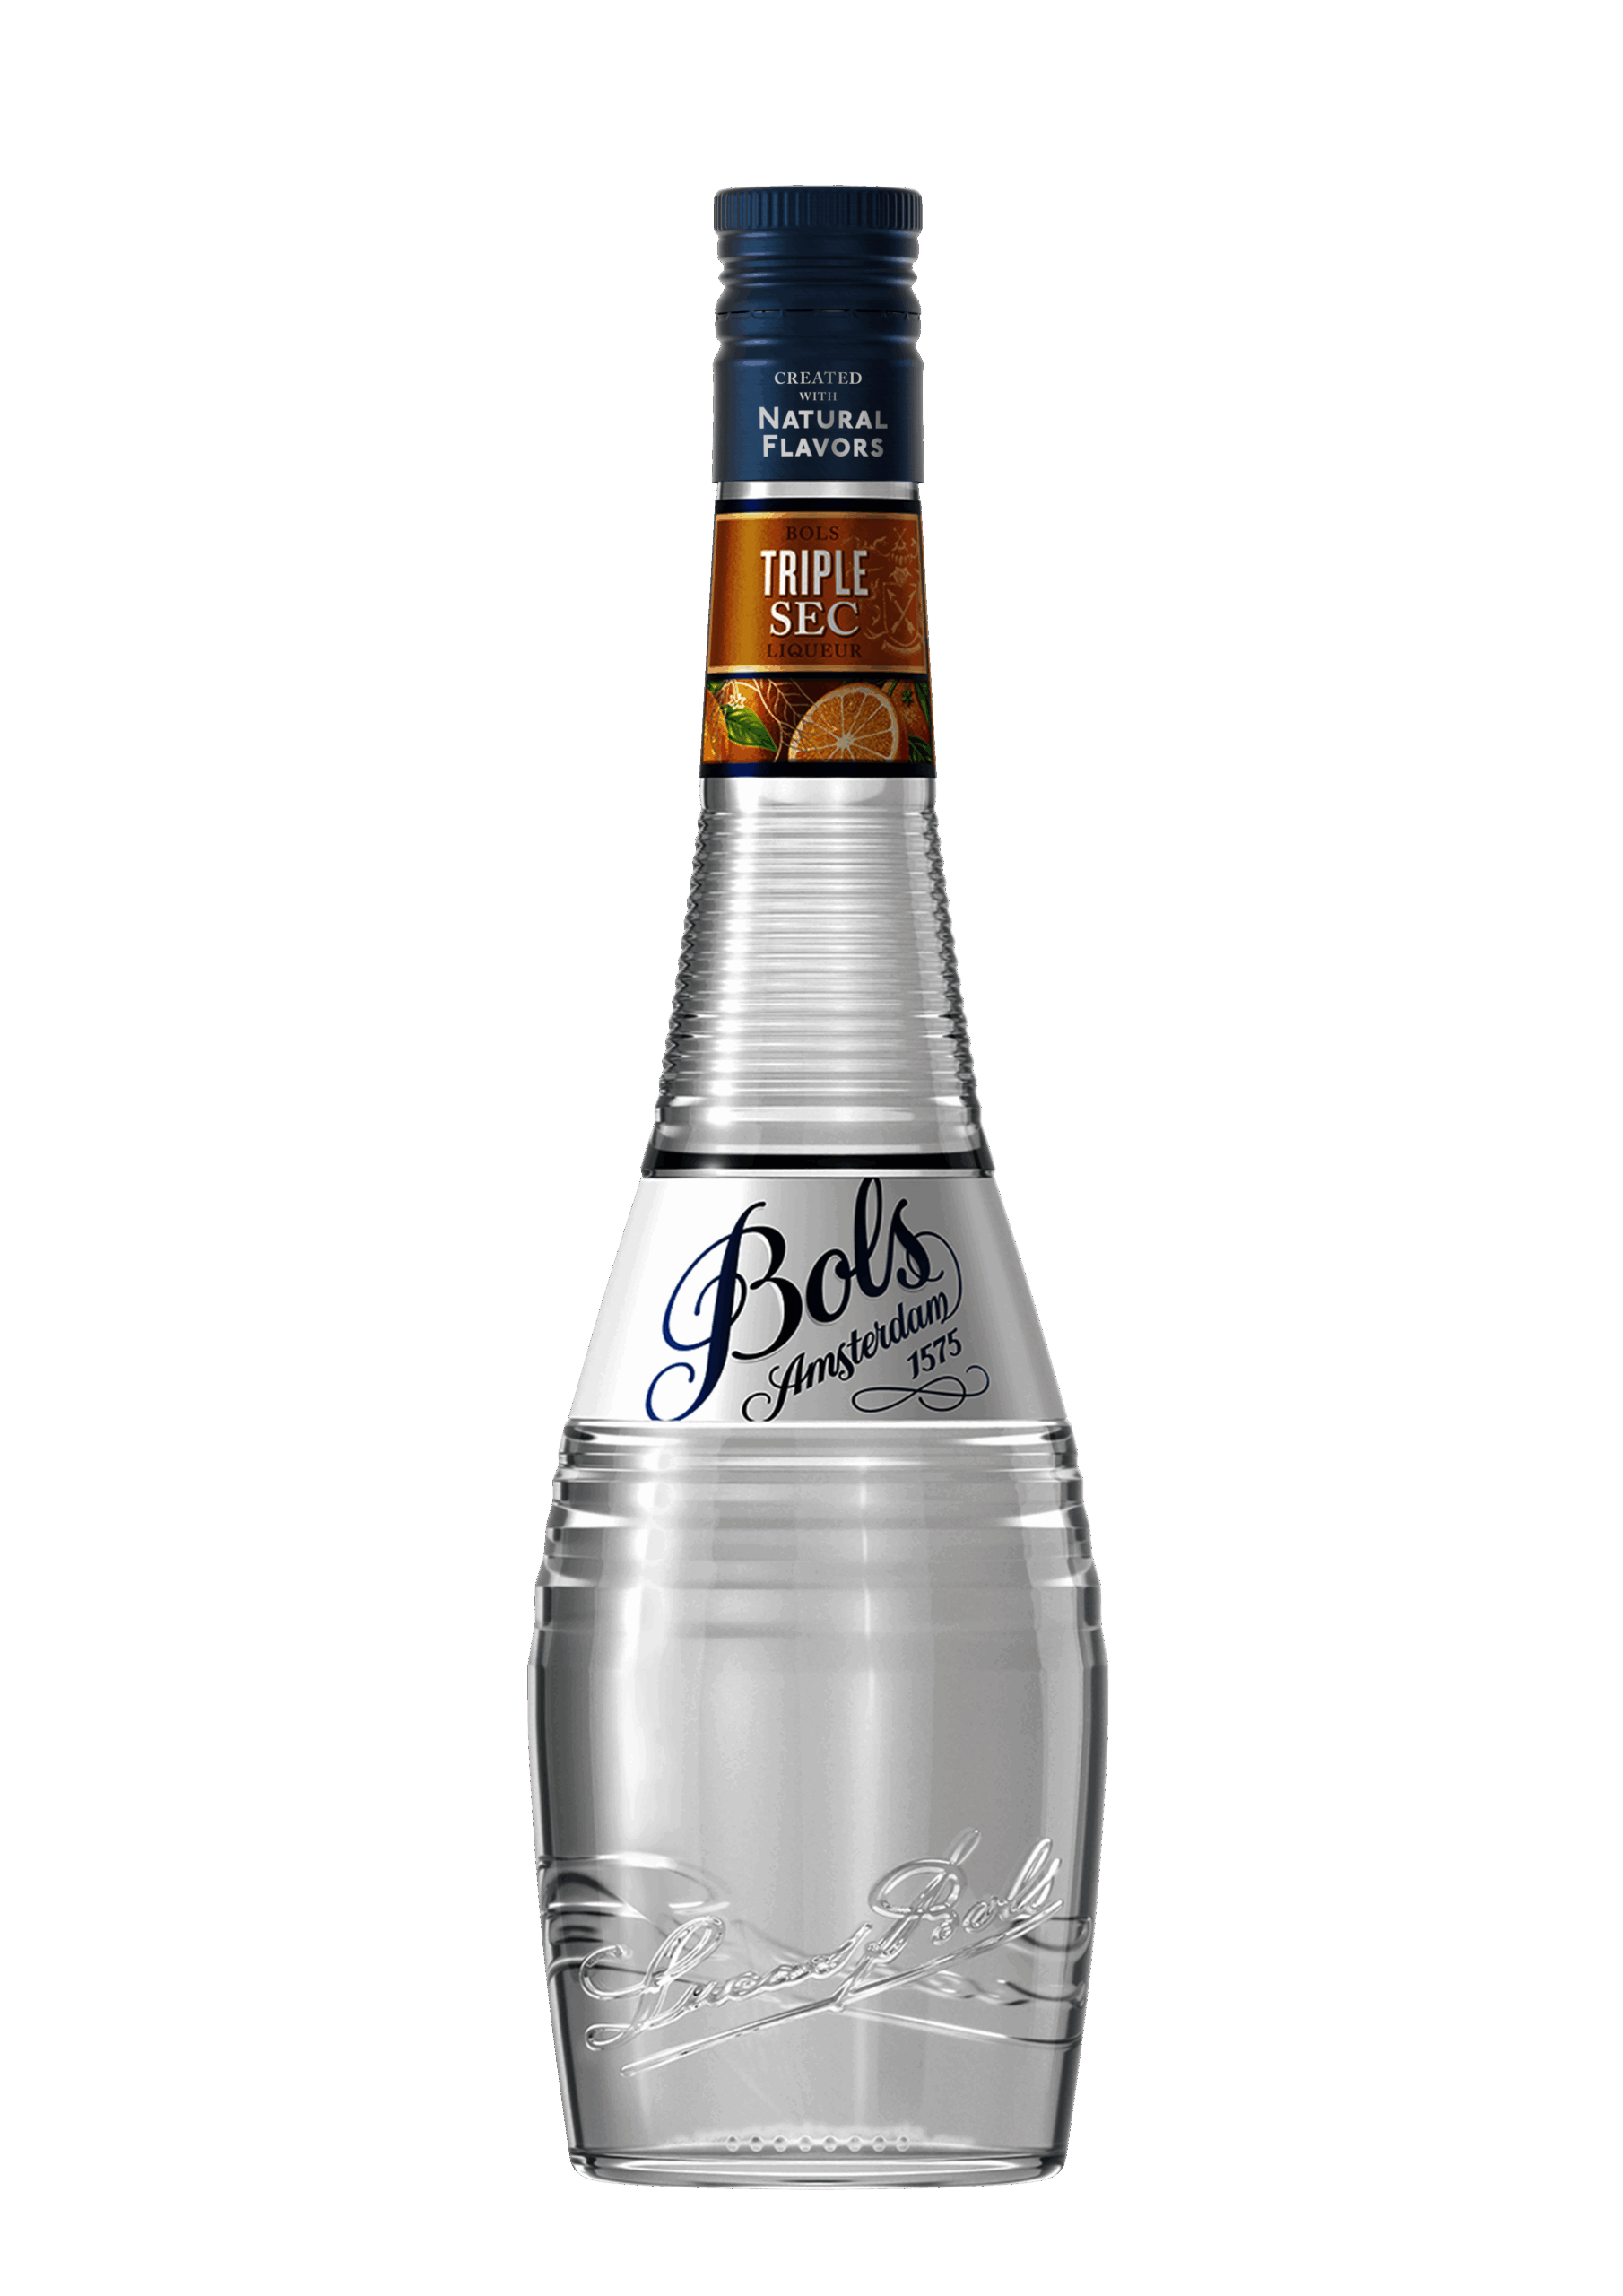 CREATED
WITH
NATURAL
FLAVORS
BOLS
TRIPLE
SEC
LIQUEUR
Bols
Amsterdam
1575
Lucas Bols